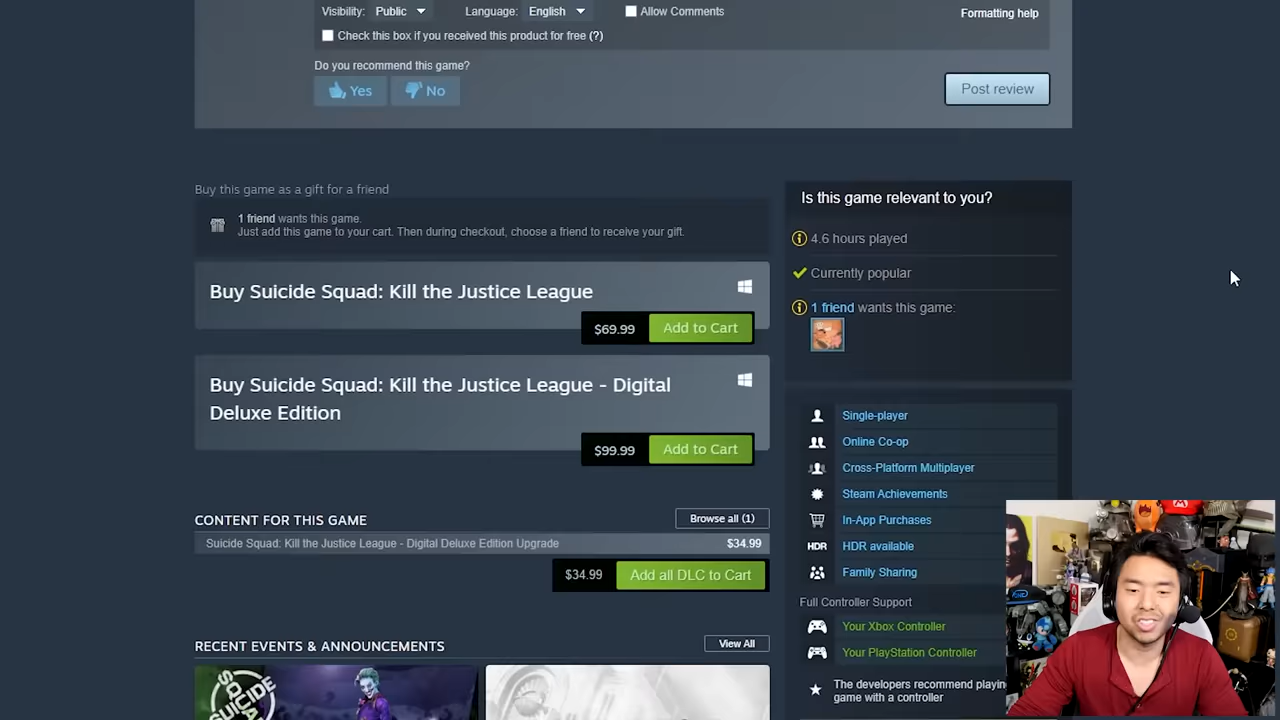 Visibility: Public Language: English Allow Comments
Formatting help
Check this box if you received this product for free (?)
Do you recommend this game?
Yes No
Post review
Buy this game as a gift for a friend
1 friend wants this game.
Just add this game to your cart. Then during checkout, choose a friend to receive your gift.
Buy Suicide Squad: Kill the Justice League
$69.99 Add to Cart
Buy Suicide Squad: Kill the Justice League - Digital
Deluxe Edition
$99.99 Add to Cart
CONTENT FOR THIS GAME Browse all (1)
Suicide Squad: Kill the Justice League - Digital Deluxe Edition Upgrade $34.99
$34.99 Add all DLC to Cart
RECENT EVENTS & ANNOUNCEMENTS View All
SQUAD
SUICIDE
Is this game relevant to you?
4.6 hours played
Currently popular
1 friend wants this game:
Single-player
Online Co-op
Cross-Platform Multiplayer
Steam Achievements
In-App Purchases
HDR HDR available
Family Sharing
Full Controller Support
Your Xbox Controller
Your PlayStation Controller
The developers recommend playin
game with a controller